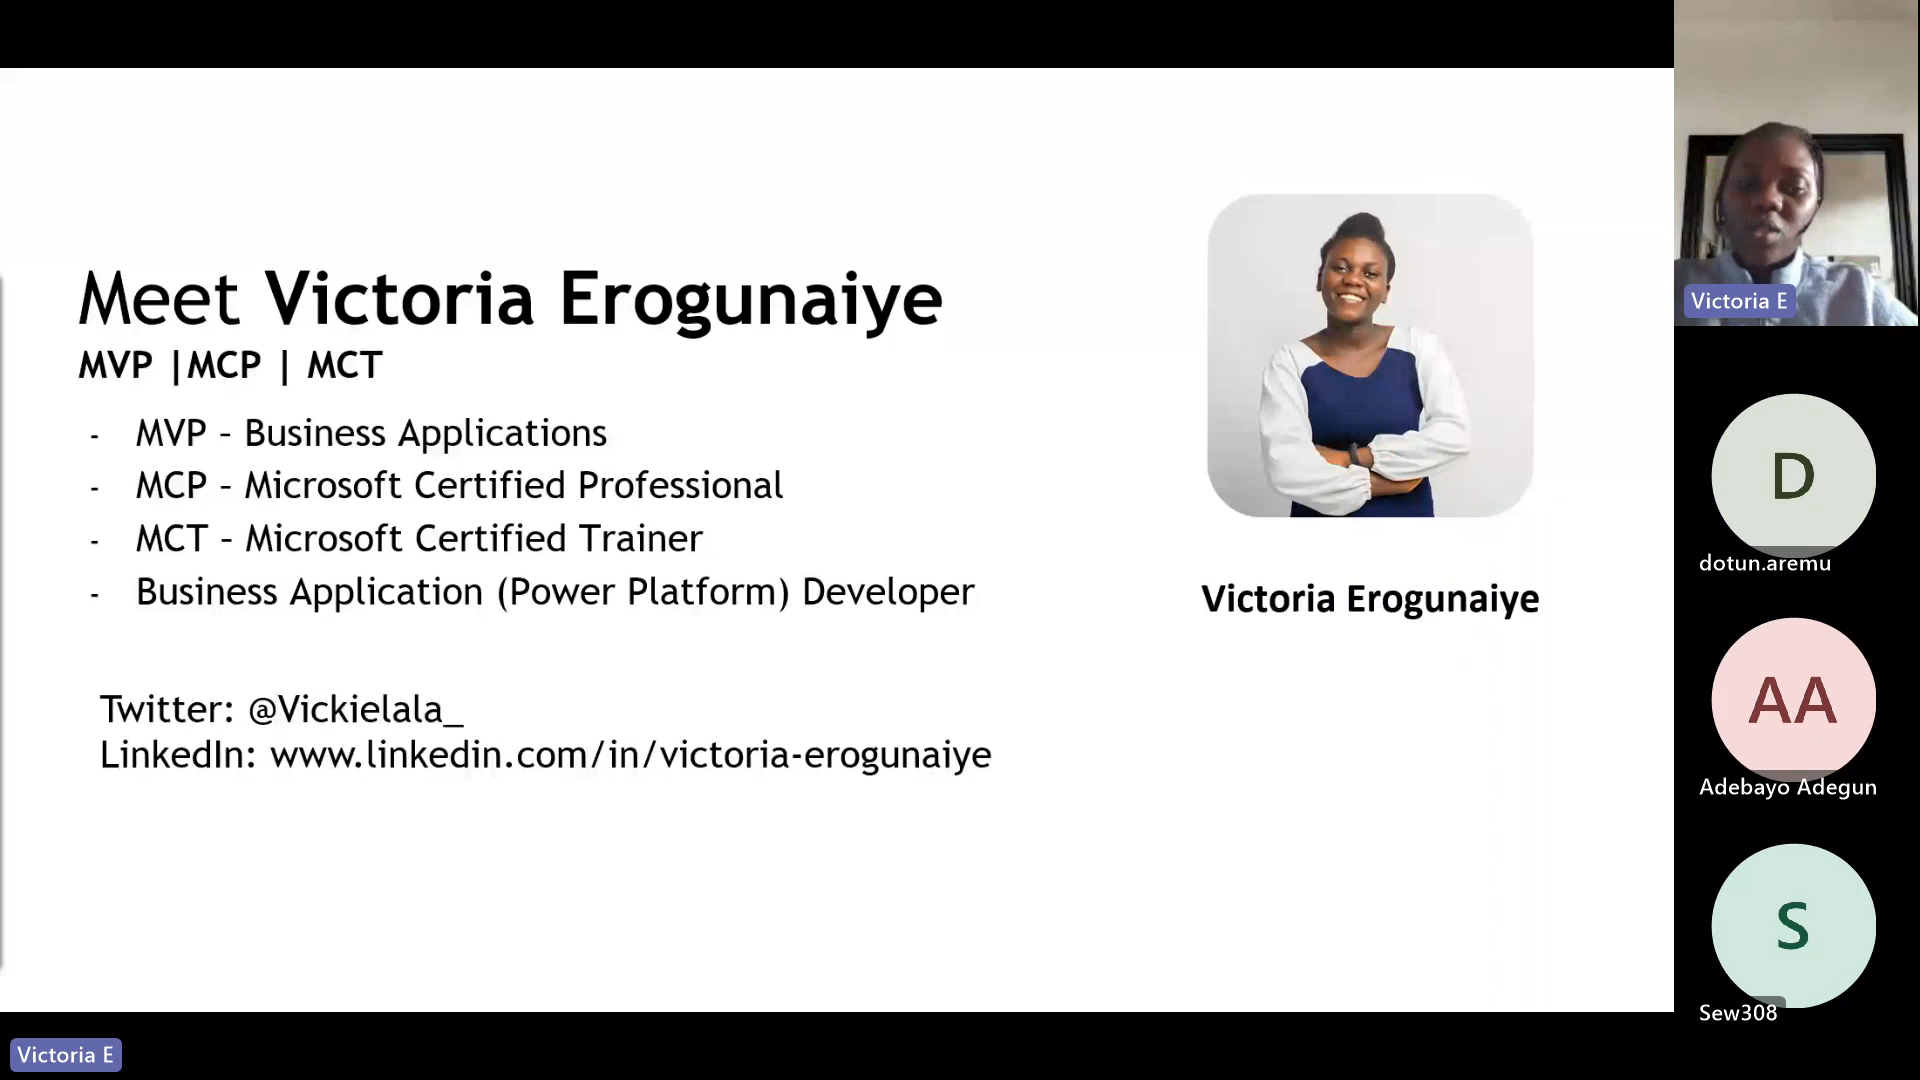 Meet Victoria Erogunaiye
MVP |MCP | MCT
- MVP – Business Applications
- MCP – Microsoft Certified Professional
- MCT – Microsoft Certified Trainer
- Business Application (Power Platform) Developer
Twitter: @Vickielala_
LinkedIn: www.linkedin.com/in/victoria-erogunaiye
Victoria Erogunaiye
Victoria E
D
dotun.aremu
AA
Adebayo Adegun
S
Sew308
Victoria E